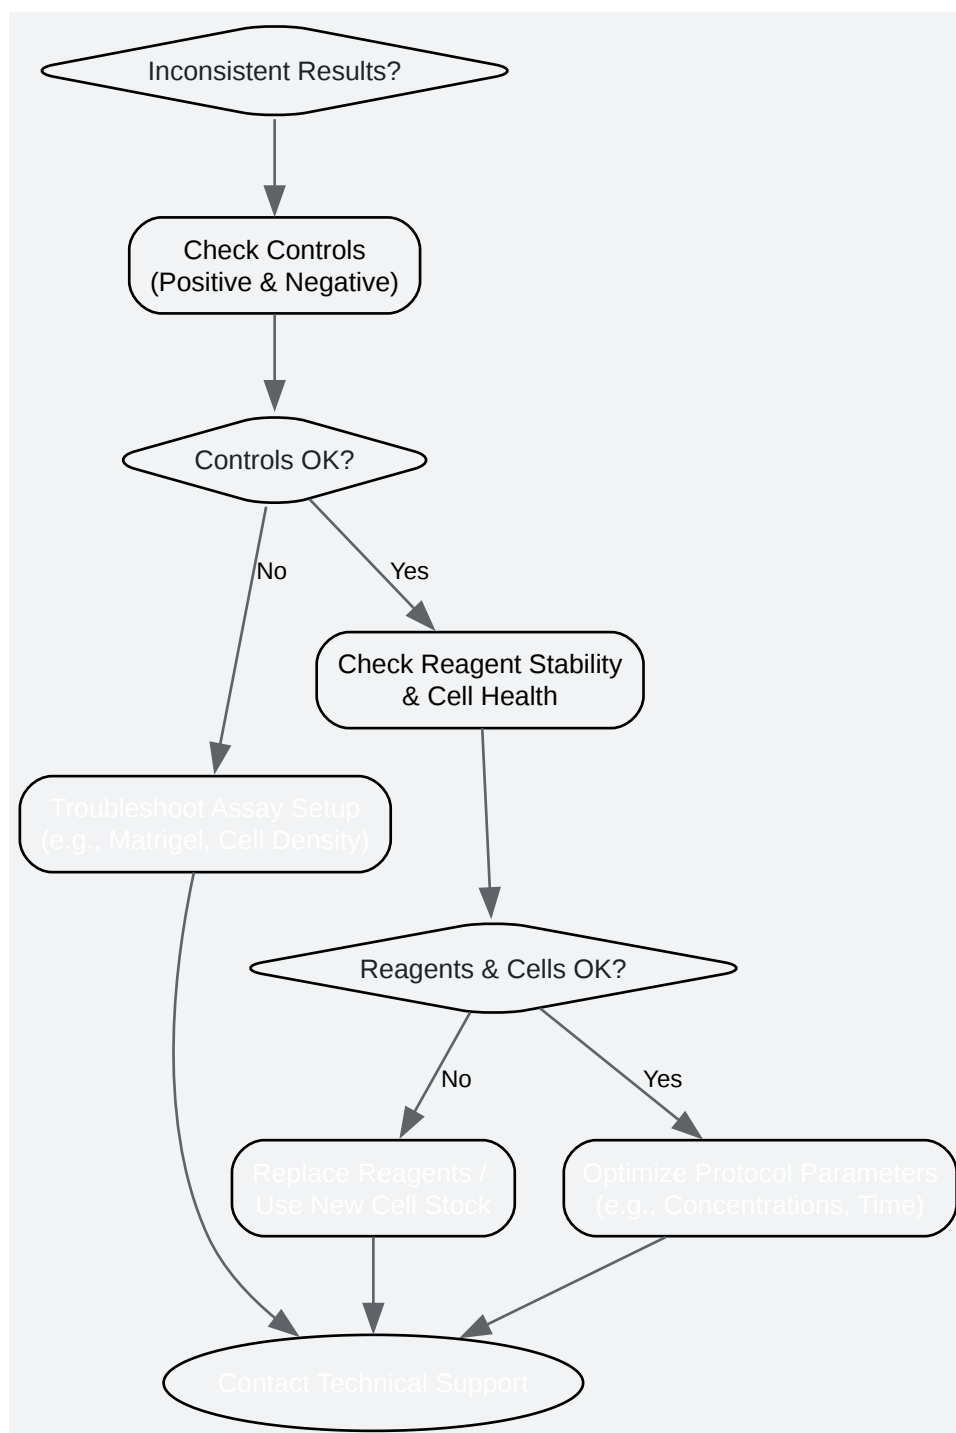 Inconsistent Results?
Check Controls
(Positive & Negative)
Controls OK?
No
Yes
Check Reagent Stability
& Cell Health
Troubleshoot Assay Setup
(e.g., Matrigel, Cell Density)
Reagents & Cells OK?
No
Yes
Replace Reagents /
Use New Cell Stock
Optimize Protocol Parameters
(e.g., Concentrations, Time)
Contact Technical Support